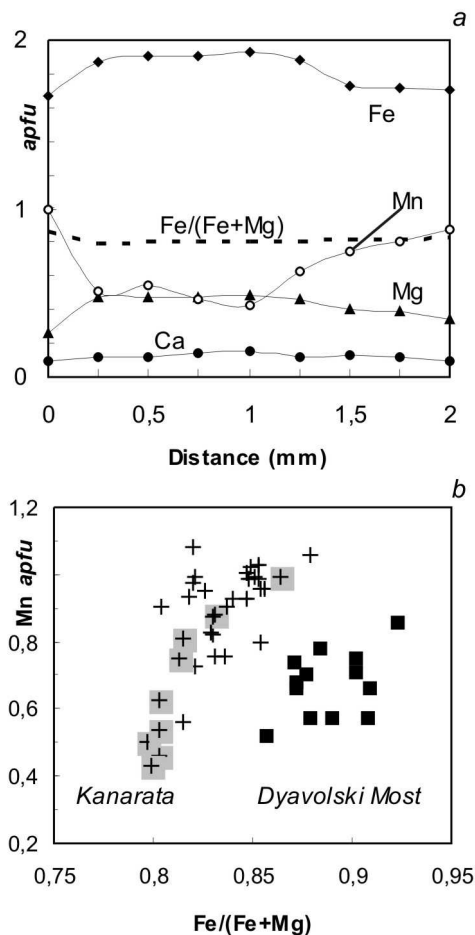 a
2
Fe
apfu
Mn
1
Fe/(Fe+Mg)
Mg
Ca
0
0 0,5 1 1,5 2
Distance (mm)
b
1,2
1,0
Mn apfu
0,8
0,6
0,4
Kanarata Dyavolski Most
0,2
0,75 0,8 0,85 0,9 0,95
Fe/(Fe+Mg)